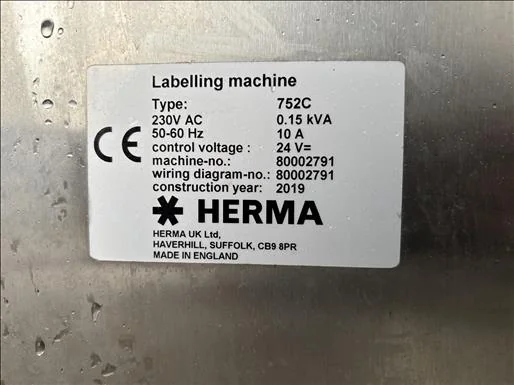 Labelling machine
Type: 752C
230V AC 0.15 kVA
50-60 Hz 10 A
control voltage : 24 V=
machine-no.: 80002791
wiring diagram-no.: 80002791
construction year: 2019
CE
HERMA
HERMA UK Ltd,
HAVERHILL, SUFFOLK, CB9 8PR
MADE IN ENGLAND